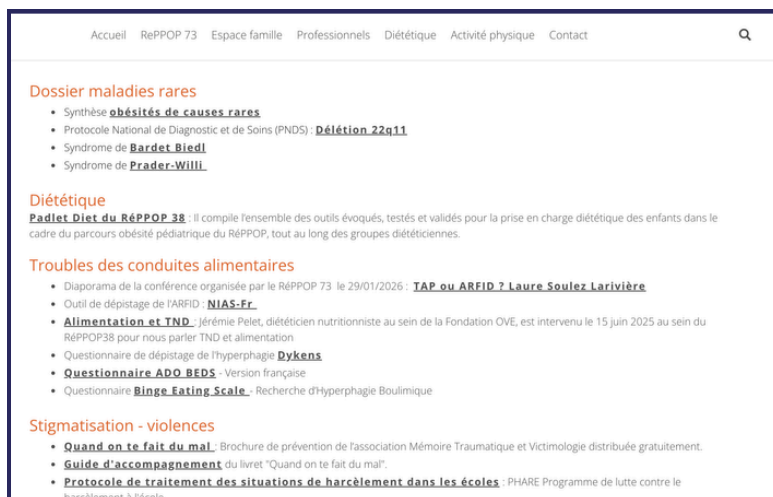 Accueil RePPOP 73 Espace famille Professionnels Diététique Activité physique Contact
Dossier maladies rares
Synthèse obésités de causes rares
Protocole National de Diagnostic et de Soins (PNDS) : Délétion 22q11
Syndrome de Bardet Biedl
Syndrome de Prader-Willi
Diététique
Padlet Diet du RéPPOP 38 : Il compile l'ensemble des outils évoqués, testés et validés pour la prise en charge diététique des enfants dans le
cadre du parcours obésité pédiatrique du RéPPOP, tout au long des groupes diététiciennes.
Troubles des conduites alimentaires
Diaporama de la conférence organisée par le RéPPOP 73 le 29/01/2026 : TAP ou ARFID ? Laure Soulez Larivière
Outil de dépistage de l'ARFID : NIAS-Fr
Alimentation et TND : Jérémie Pelet, diététicien nutritionniste au sein de la Fondation OVE, est intervenu le 15 juin 2025 au sein du
RéPPOP38 pour nous parler TND et alimentation
Questionnaire de dépistage de l'hyperphagie Dykens
Questionnaire ADO BEDS - Version française
Questionnaire Binge Eating Scale - Recherche d'Hyperphagie Boulimique
Stigmatisation - violences
Quand on te fait du mal : Brochure de prévention de l'association Mémoire Traumatique et Victimologie distribuée gratuitement.
Guide d'accompagnement du livret "Quand on te fait du mal".
Protocole de traitement des situations de harcèlement dans les écoles : PHARE Programme de lutte contre le
harcèlement à l'école